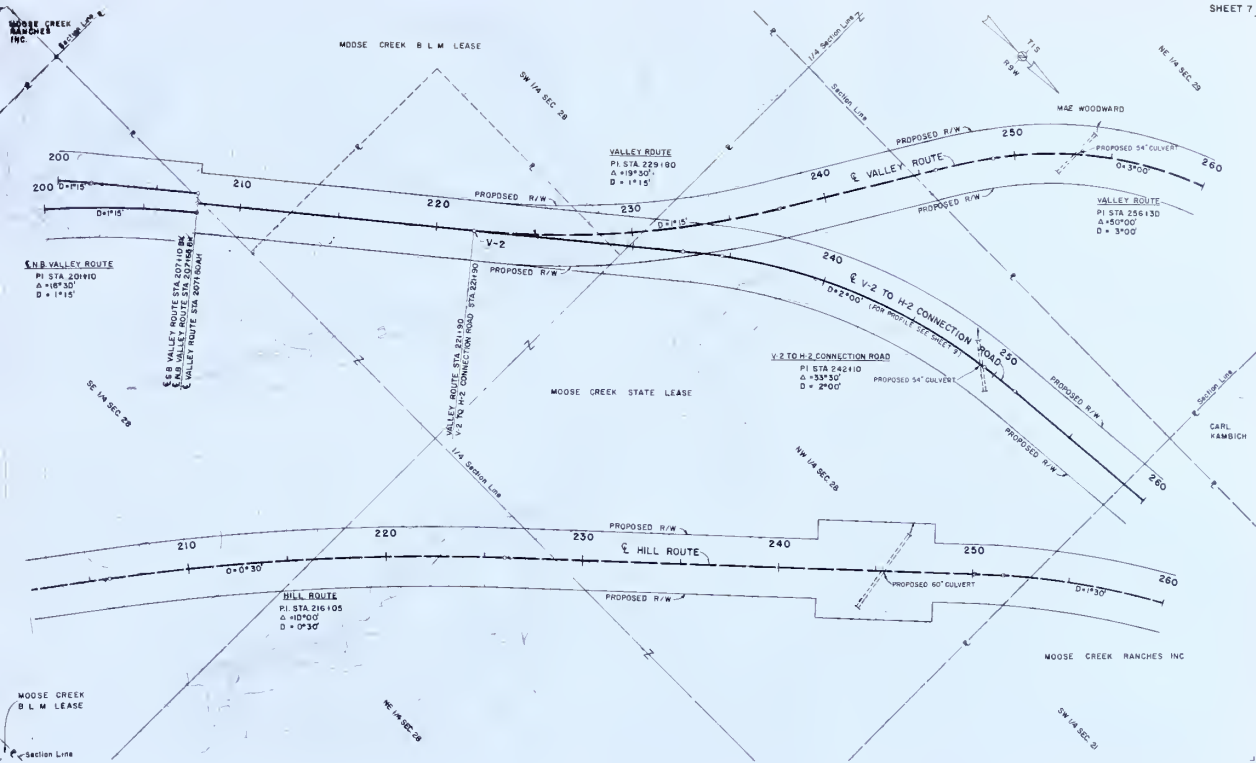 SHEET 7
MOOSE CREEK
RANCHES
INC.
Section Line
MOOSE CREEK B L M LEASE
SW 1/4 SEC. 28
1/4 Section Line
Section Line
T1S
R9W
NE 1/4 SEC. 29
MAE WOODWARD
PROPOSED R/W
200
210
220
230
240
250
260
200
D=1°15'
D=1°15'
PROPOSED R/W
VALLEY ROUTE
P.I. STA. 229+80
Δ =19°30'
D = 1°15'
D=1°15'
℄ VALLEY ROUTE
PROPOSED 54" CULVERT
D=3°00'
PROPOSED R/W
VALLEY ROUTE
PI STA 256+30
Δ =50°00'
D = 3°00'
℄ N.B. VALLEY ROUTE
PI STA. 201+10
Δ =16°30'
D = 1°15'
℄ S.B. VALLEY ROUTE STA. 207+10 BK.
℄ N.B. VALLEY ROUTE STA. 207+68 BK
℄ VALLEY ROUTE STA. 207+60 AH
V-2
PROPOSED R/W
PROPOSED R/W
VALLEY ROUTE STA. 221+90
V-2 TO H-2 CONNECTION ROAD STA. 221+90
240
250
260
℄ V-2 TO H-2 CONNECTION ROAD
D=2°00'
(FOR PROFILE SEE SHEET 9)
V-2 TO H-2 CONNECTION ROAD
PI STA 242+10
Δ =33°30'
D = 2°00'
PROPOSED 54" CULVERT
PROPOSED R/W
PROPOSED R/W
Section Line
CARL
KAMBICH
SE 1/4 SEC. 28
MOOSE CREEK STATE LEASE
NW 1/4 SEC. 28
1/4 Section Line
210
220
230
240
250
260
PROPOSED R/W
℄ HILL ROUTE
D=0°30'
PROPOSED 60" CULVERT
D=1°30'
HILL ROUTE
P.I. STA. 216+05
Δ =10°00'
D = 0°30'
PROPOSED R/W
MOOSE CREEK RANCHES INC
MOOSE CREEK
B L M LEASE
NE 1/4 SEC. 28
SW 1/4 SEC. 21
Section Line